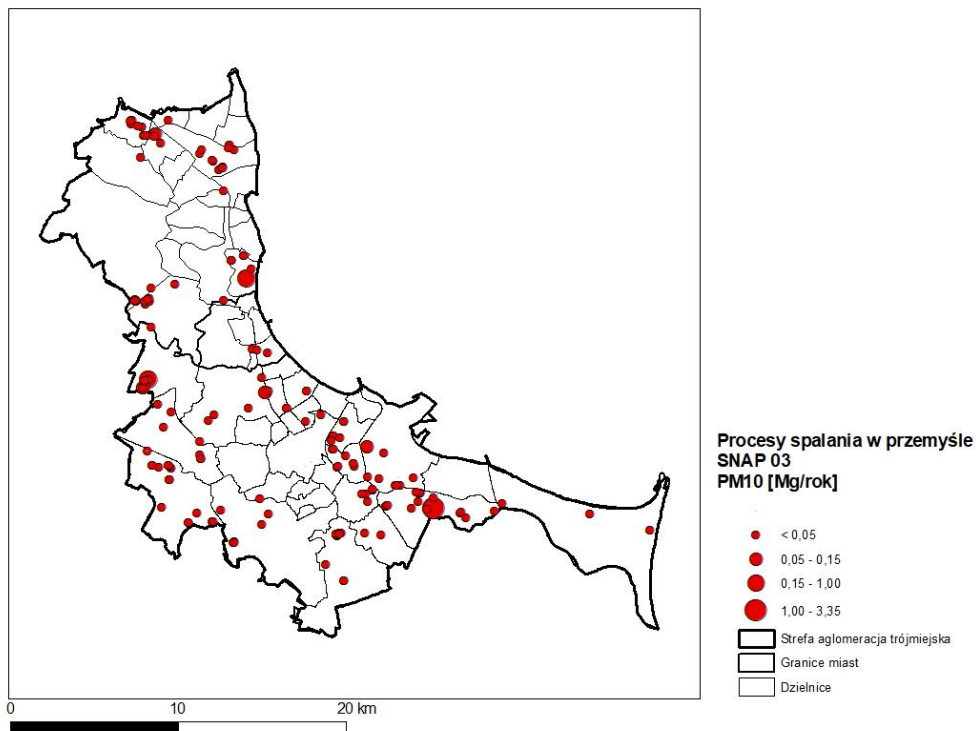 Procesy spalania w przemyśle
SNAP 03
PM10 [Mg/rok]
< 0,05
0,05 - 0,15
0,15 - 1,00
1,00 - 3,35
Strefa aglomeracja trójmiejska
Granice miast
Dzielnice
0 10 20 km